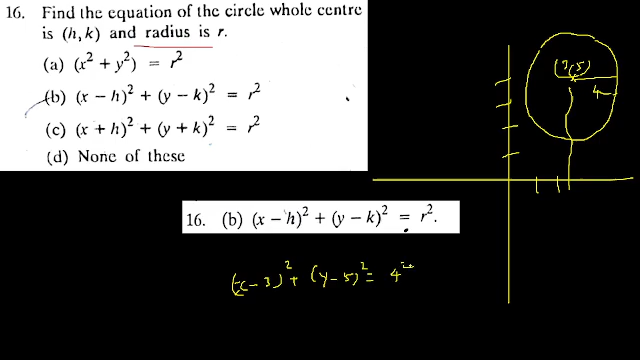 16. Find the equation of the circle whole centre
is (h, k) and radius is r.
(a) (x² + y²) = r²
(b) (x − h)² + (y − k)² = r²
(c) (x + h)² + (y + k)² = r²
(d) None of these
(3,5)
4
16. (b) (x − h)² + (y − k)² = r².
(x − 3)² + (y − 5)² = 4²